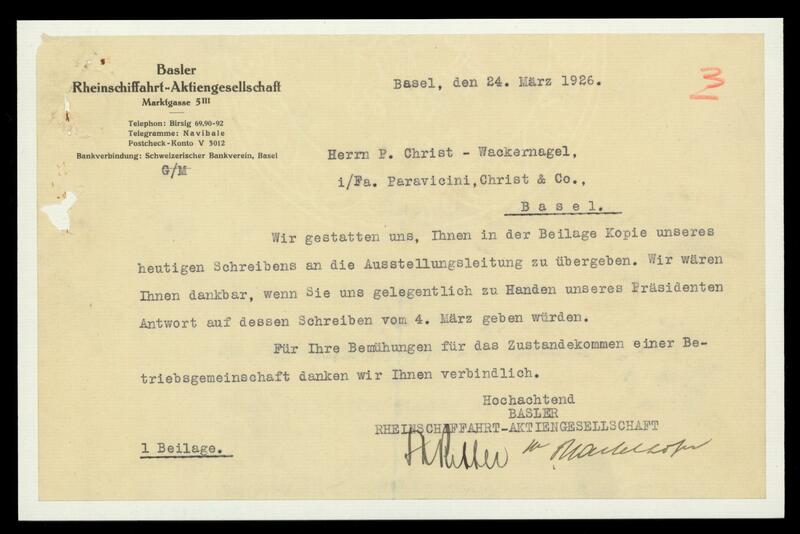 Basler
Rheinschiffahrt-Aktiengesellschaft
Marktgasse 5III
Telephon: Birsig 69.90-92
Telegramme: Navibale
Postcheck-Konto V 3012
Bankverbindung: Schweizerischer Bankverein, Basel
G/M
Basel, den 24. März 1926.
3
Herrn P. Christ - Wackernagel,
i/Fa. Paravicini, Christ & Co.,
Basel.
Wir gestatten uns, Ihnen in der Beilage Kopie unseres
heutigen Schreibens an die Ausstellungsleitung zu übergeben. Wir wären
Ihnen dankbar, wenn Sie uns gelegentlich zu Handen unseres Präsidenten
Antwort auf dessen Schreiben vom 4. März geben würden.
Für Ihre Bemühungen für das Zustandekommen einer Be-
triebsgemeinschaft danken wir Ihnen verbindlich.
Hochachtend
BASLER
RHEINSCHIFFAHRT-AKTIENGESELLSCHAFT
1 Beilage.